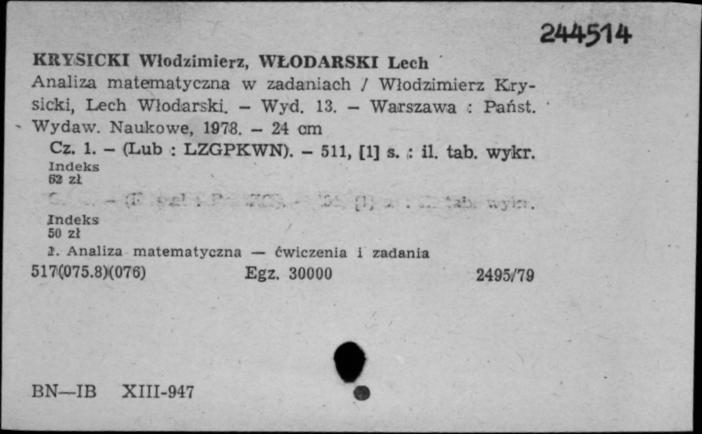 244514
KRYSICKI Włodzimierz, WŁODARSKI Lech
Analiza matematyczna w zadaniach / Włodzimierz Kry-
sicki, Lech Włodarski. — Wyd. 13. — Warszawa : Państ.
Wydaw. Naukowe, 1978. — 24 cm
Cz. 1. — (Lub : LZGPKWN). — 511, [1] s. : il. tab. wykr.
Indeks
62 zł
tab. wykr.
Indeks
50 zł
1. Analiza matematyczna — ćwiczenia i zadania
517(075.8)(076) Egz. 30000 2495/79
BN—IB XIII-947